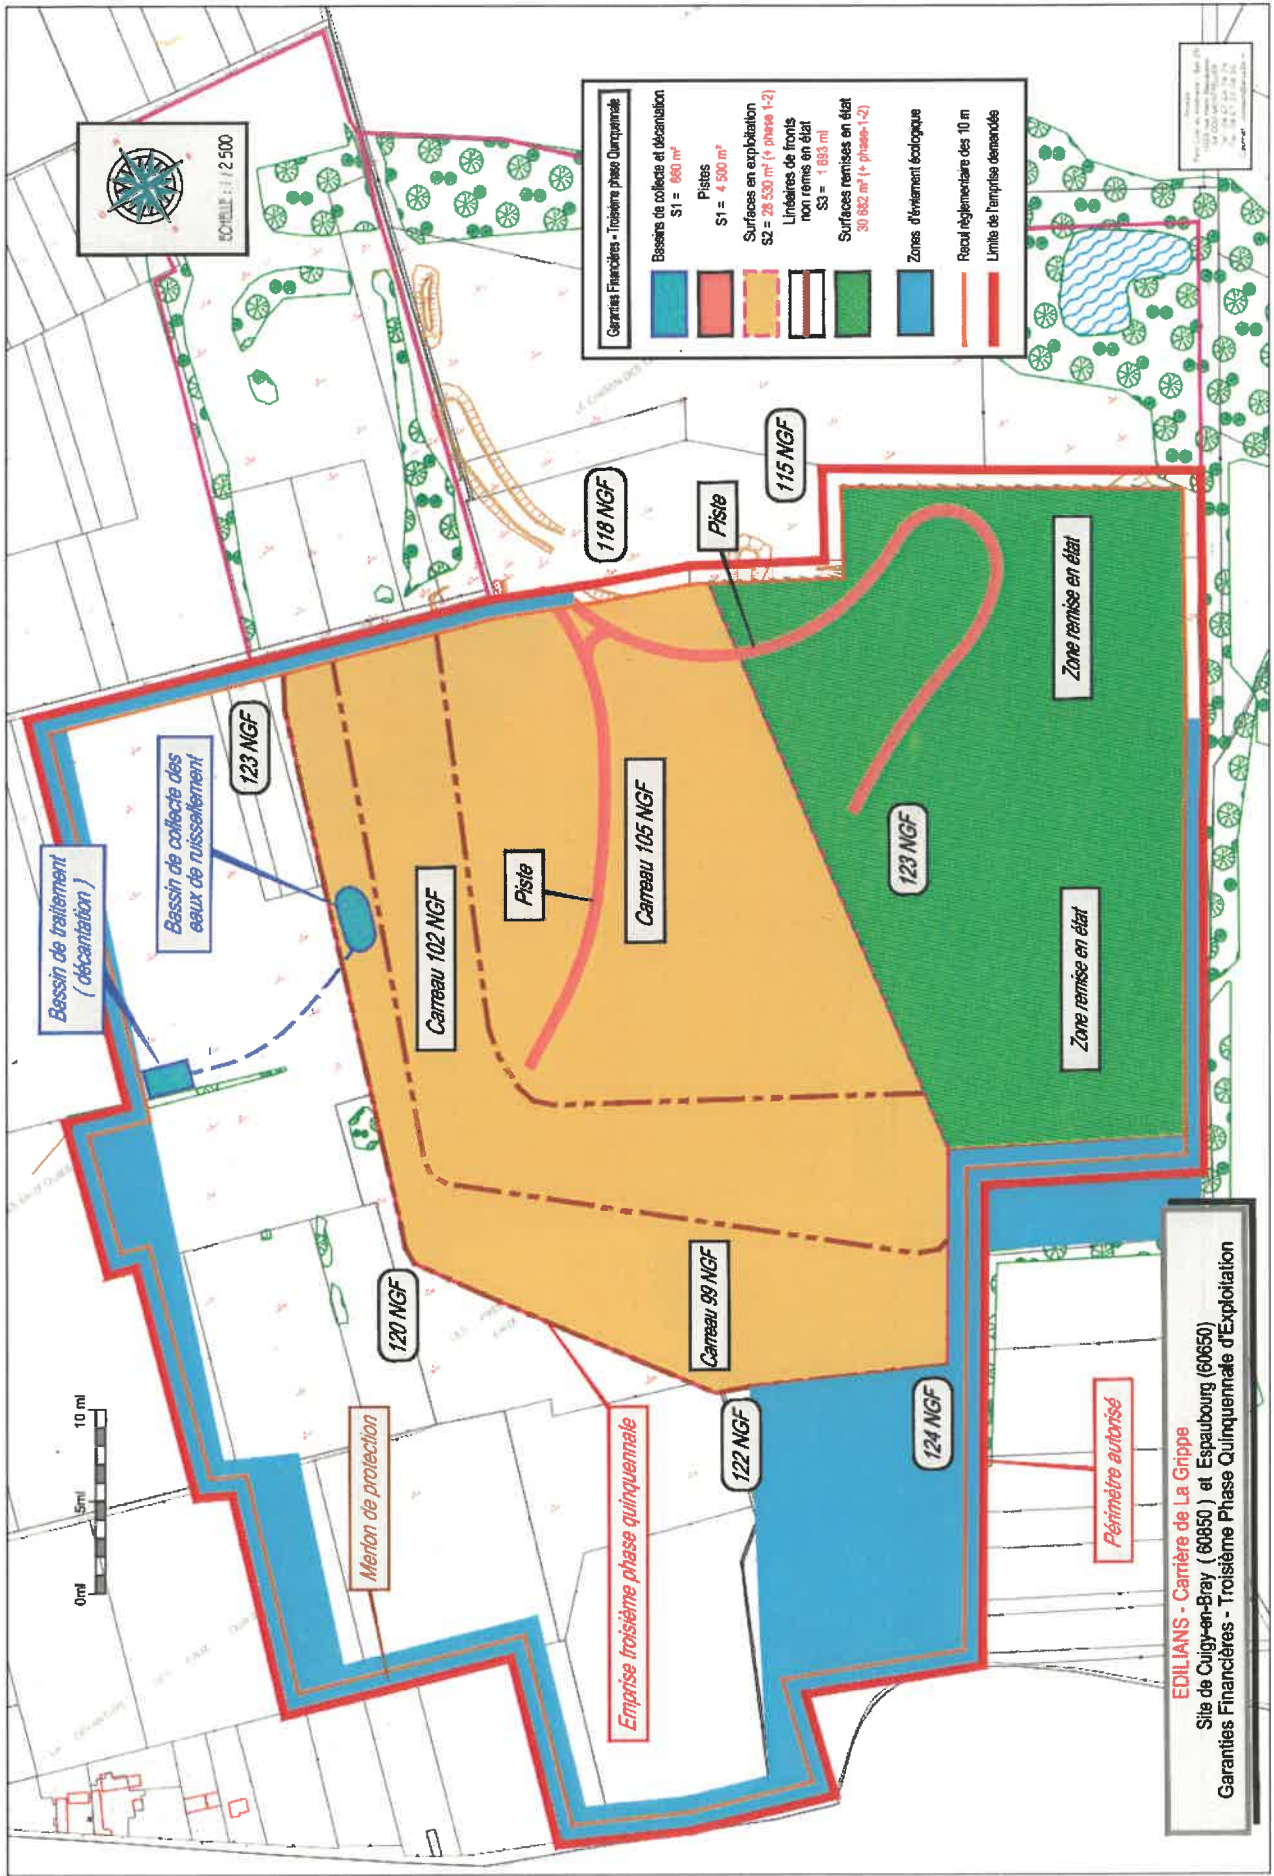 ECHELLE : 1 / 2 500
Garanties Financières - Troisième phase Quinquennale
Bassins de collecte et décantation
S1 = 660 m²
Pistes
S1 = 4 500 m²
Surfaces en exploitation
S2 = 28 530 m² (+ phase 1-2)
Linéaires de fronts
non remis en état
S3 = 1 693 ml
Surfaces remises en état
30 682 m² (+ phase-1-2)
Zones d'évitement écologique
Recul réglementaire des 10 m
Limite de l'emprise demandée
Bassin de traitement
( décantation )
Bassin de collecte des
eaux de ruissellement
123 NGF
118 NGF
115 NGF
Piste
Carreau 102 NGF
Piste
Carreau 105 NGF
123 NGF
Zone remise en état
Zone remise en état
120 NGF
Carreau 99 NGF
122 NGF
124 NGF
0ml
5ml
10 ml
Merlon de protection
Emprise troisième phase quinquennale
Périmètre autorisé
EDILIANS - Carrière de La Grippe
Site de Cuigy-en-Bray ( 60850 ) et Espaubourg (60650)
Garanties Financières - Troisième Phase Quinquennale d'Exploitation